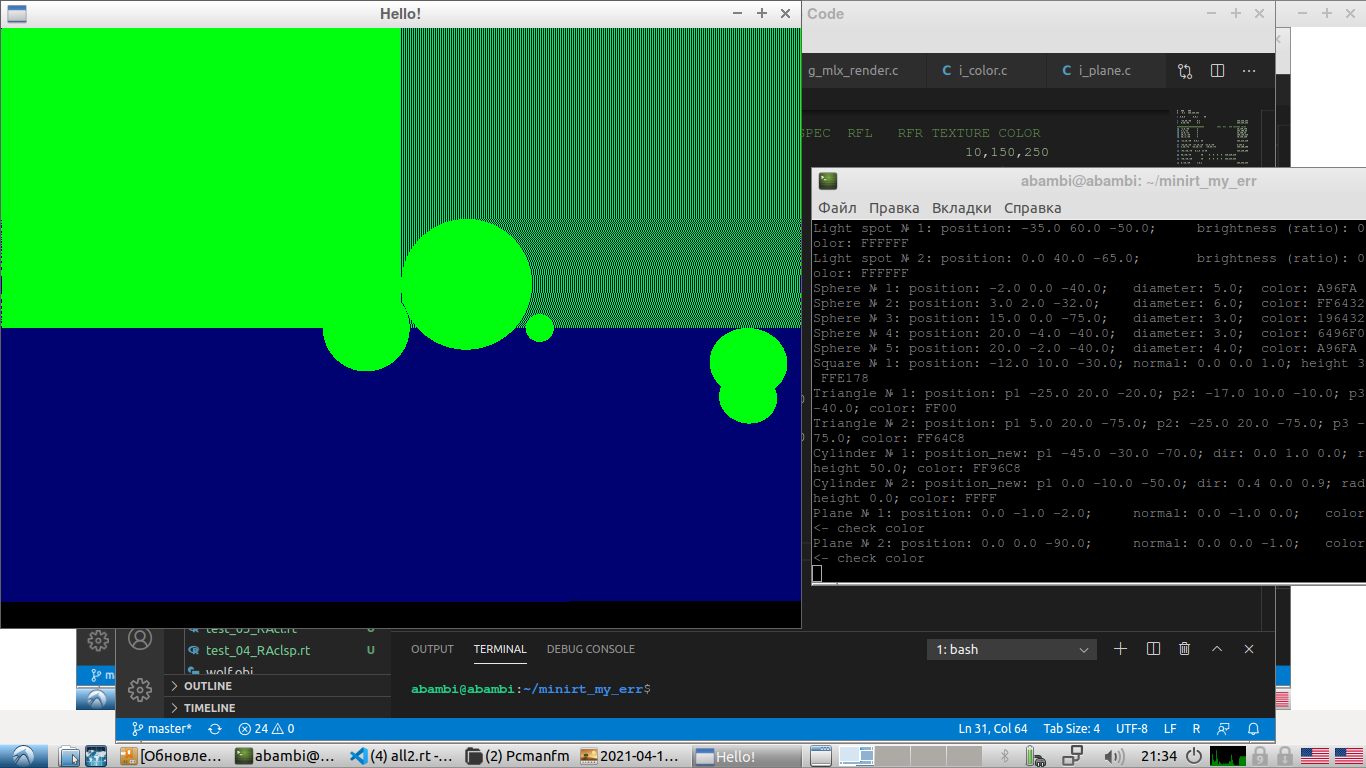 Hello!
Code
g_mlx_render.c
C i_color.c
C i_plane.c
SPEC RFL RFR TEXTURE COLOR
10,150,250
abambi@abambi: ~/minirt_my_err
Файл Правка Вкладки Справка
Light spot № 1: position: -35.0 60.0 -50.0; brightness (ratio): 0
olor: FFFFFF
Light spot № 2: position: 0.0 40.0 -65.0; brightness (ratio): 0
olor: FFFFFF
Sphere № 1: position: -2.0 0.0 -40.0; diameter: 5.0; color: A96FA
Sphere № 2: position: 3.0 2.0 -32.0; diameter: 6.0; color: FF6432
Sphere № 3: position: 15.0 0.0 -75.0; diameter: 3.0; color: 196432
Sphere № 4: position: 20.0 -4.0 -40.0; diameter: 3.0; color: 6496F0
Sphere № 5: position: 20.0 -2.0 -40.0; diameter: 4.0; color: A96FA
Square № 1: position: -12.0 10.0 -30.0; normal: 0.0 0.0 1.0; height 3
FFE178
Triangle № 1: position: p1 -25.0 20.0 -20.0; p2: -17.0 10.0 -10.0; p3
-40.0; color: FF00
Triangle № 2: position: p1 5.0 20.0 -75.0; p2: -25.0 20.0 -75.0; p3 -
75.0; color: FF64C8
Cylinder № 1: position_new: p1 -45.0 -30.0 -70.0; dir: 0.0 1.0 0.0; r
height 50.0; color: FF96C8
Cylinder № 2: position_new: p1 0.0 -10.0 -50.0; dir: 0.4 0.0 0.9; rad
height 0.0; color: FFFF
Plane № 1: position: 0.0 -1.0 -2.0; normal: 0.0 -1.0 0.0; color
<- check color
Plane № 2: position: 0.0 0.0 -90.0; normal: 0.0 0.0 -1.0; color
<- check color
test_03_RAcl.rt U
test_04_RAclsp.rt U
wolf.obj
OUTLINE
TIMELINE
OUTPUT TERMINAL DEBUG CONSOLE
1: bash
abambi@abambi:~/minirt_my_err$
master* 24 0
Ln 31, Col 64 Tab Size: 4 UTF-8 LF R
[Обновле... abambi@... (4) all2.rt -... (2) Pcmanfm 2021-04-1... Hello!
21:34